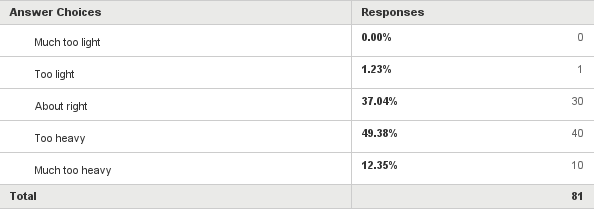 Answer Choices Responses
Much too light 0.00% 0
Too light 1.23% 1
About right 37.04% 30
Too heavy 49.38% 40
Much too heavy 12.35% 10
Total 81